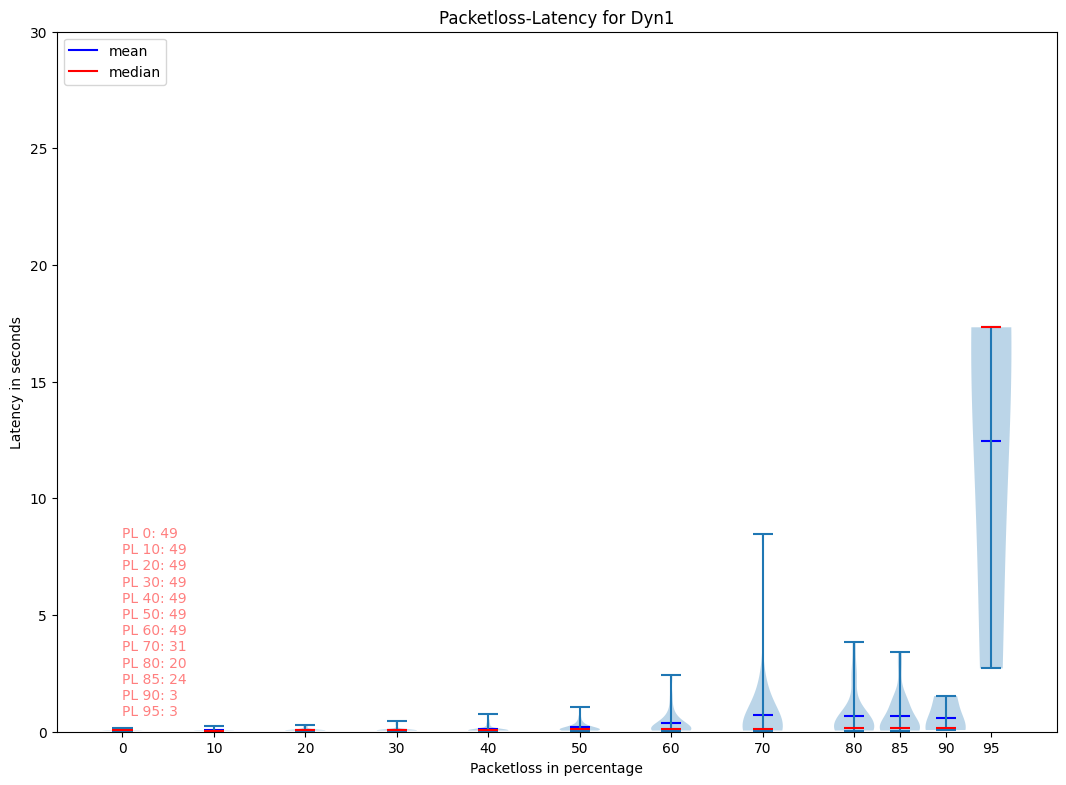 Packetloss-Latency for Dyn1
mean
median
30
25
20
15
10
5
0
Latency in seconds
PL 0: 49
PL 10: 49
PL 20: 49
PL 30: 49
PL 40: 49
PL 50: 49
PL 60: 49
PL 70: 31
PL 80: 20
PL 85: 24
PL 90: 3
PL 95: 3
0 10 20 30 40 50 60 70 80 85 90 95
Packetloss in percentage